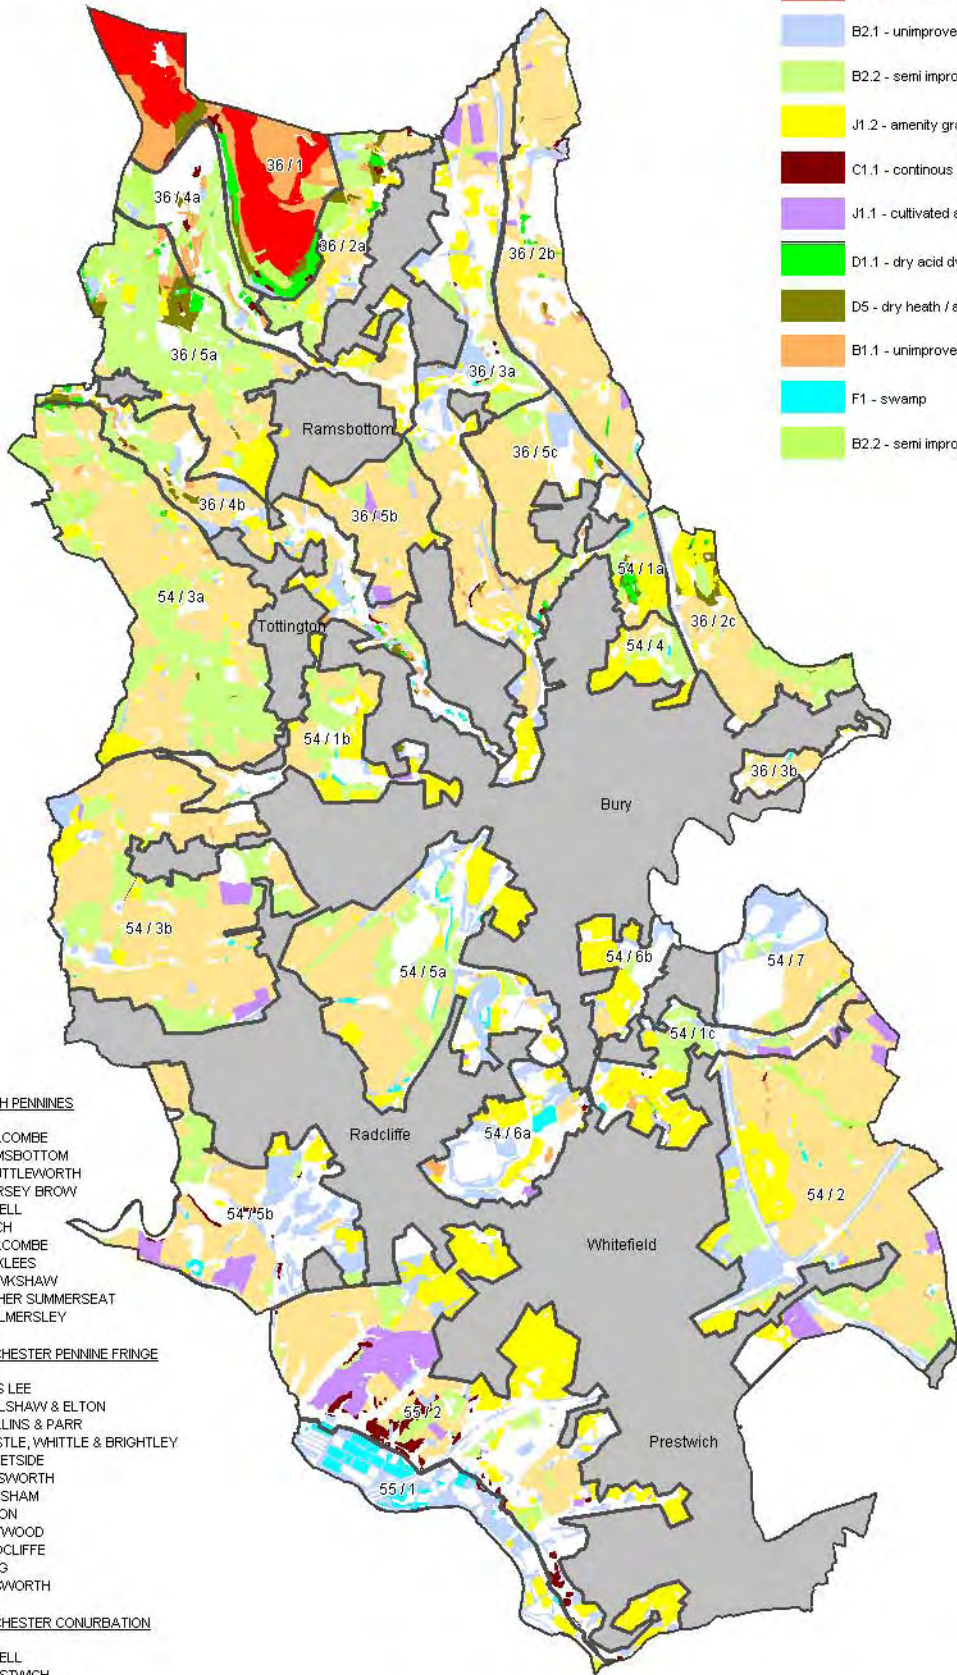 B2.1 - unimprove
B2.2 - semi impro
J1.2 - amenity gra
C1.1 - continous
J1.1 - cultivated a
D1.1 - dry acid d
D5 - dry heath / a
B1.1 - unimprove
F1 - swamp
B2.2 - semi impro
36 / 1
36 / 4a
36 / 2a
36 / 2b
36 / 5a
36 / 3a
Ramsbottom
36 / 5c
36 / 4b
36 / 5b
54 / 1a
54 / 3a
36 / 2c
Tottington
54 / 4
54 / 1b
36 / 3b
Bury
54 / 3b
54 / 6b
54 / 7
54 / 5a
54 / 1c
Radcliffe
54 / 6a
54 / 2
54 / 5b
Whitefield
55 / 2
Prestwich
55 / 1
H PENNINES
COMBE
MSBOTTOM
UTTLEWORTH
RSEY BROW
ELL
CH
COMBE
KLEES
WKSHAW
HER SUMMERSEAT
LMERSLEY
CHESTER PENNINE FRINGE
S LEE
LSHAW & ELTON
LINS & PARR
STLE, WHITTLE & BRIGHTLEY
ETSIDE
SWORTH
SHAM
ON
YWOOD
DCLIFFE
G
SWORTH
CHESTER CONURBATION
ELL